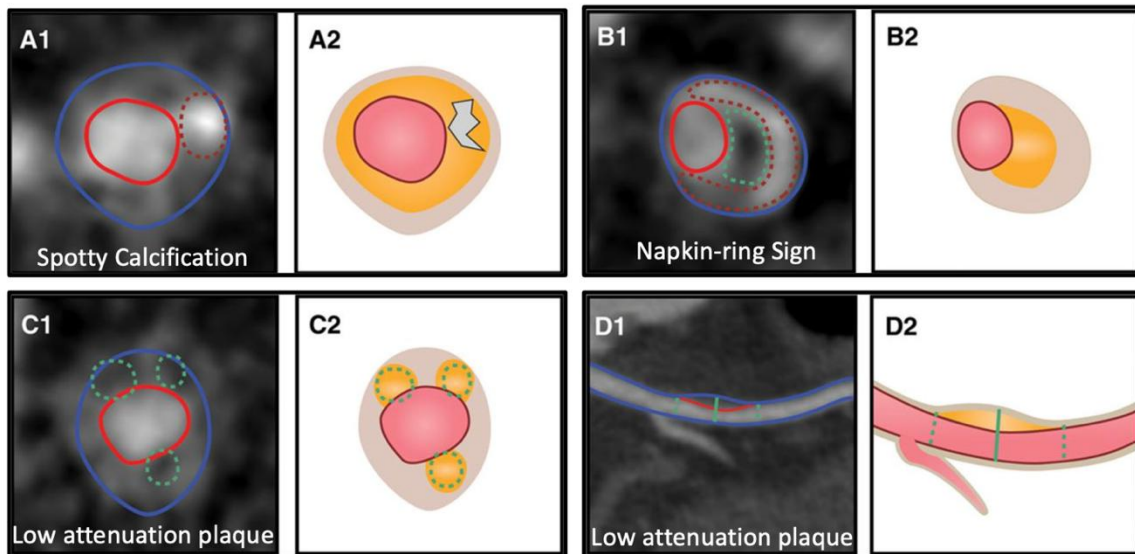 A1
A2
Spotty Calcification
B1
B2
Napkin-ring Sign
C1
C2
Low attenuation plaque
D1
D2
Low attenuation plaque